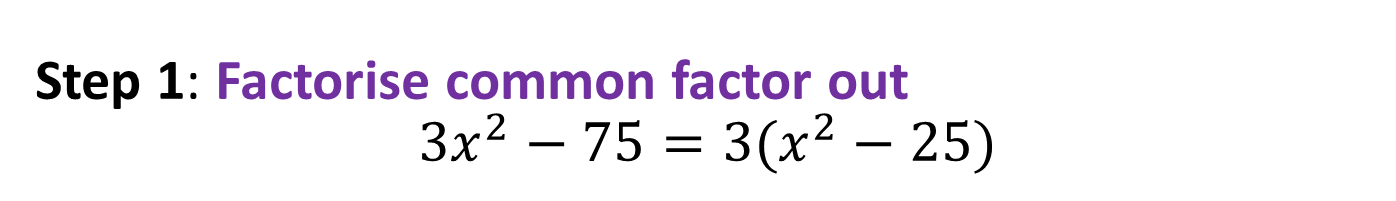 Step 1: Factorise common factor out
3x² − 75 = 3(x² − 25)